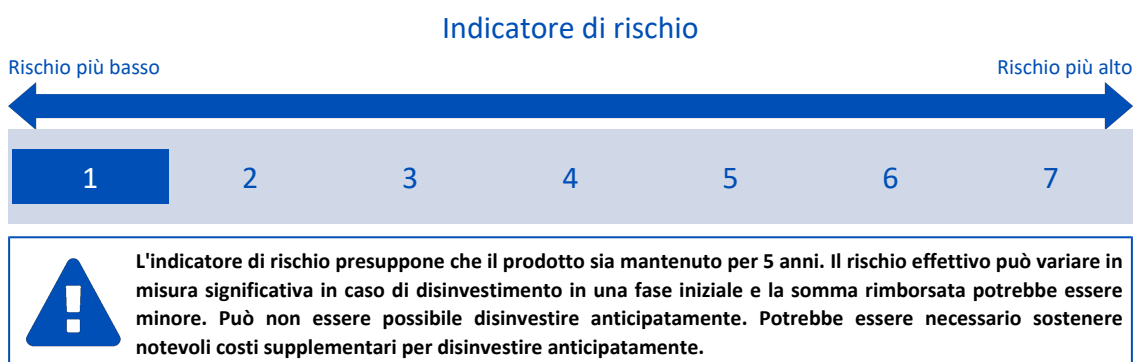 Indicatore di rischio
Rischio più basso Rischio più alto
1 2 3 4 5 6 7
L'indicatore di rischio presuppone che il prodotto sia mantenuto per 5 anni. Il rischio effettivo può variare in
misura significativa in caso di disinvestimento in una fase iniziale e la somma rimborsata potrebbe essere
minore. Può non essere possibile disinvestire anticipatamente. Potrebbe essere necessario sostenere
notevoli costi supplementari per disinvestire anticipatamente.